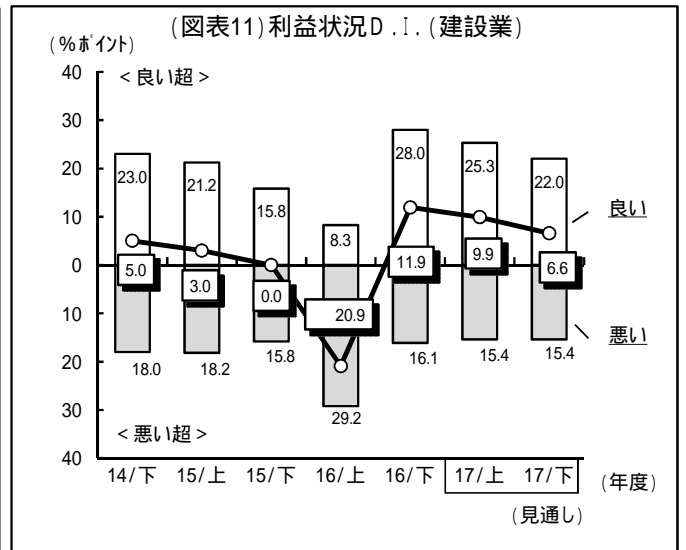 (図表11)利益状況D.I.(建設業)
(%ポイント)
40
<良い超>
30
20
10
0
10
20
30
<悪い超>
40
23.0 21.2 15.8 8.3 28.0 25.3 22.0
良い
5.0 3.0 0.0 20.9 11.9 9.9 6.6
悪い
18.0 18.2 15.8 29.2 16.1 15.4 15.4
14/下 15/上 15/下 16/上 16/下 17/上 17/下 (年度)
(見通し)